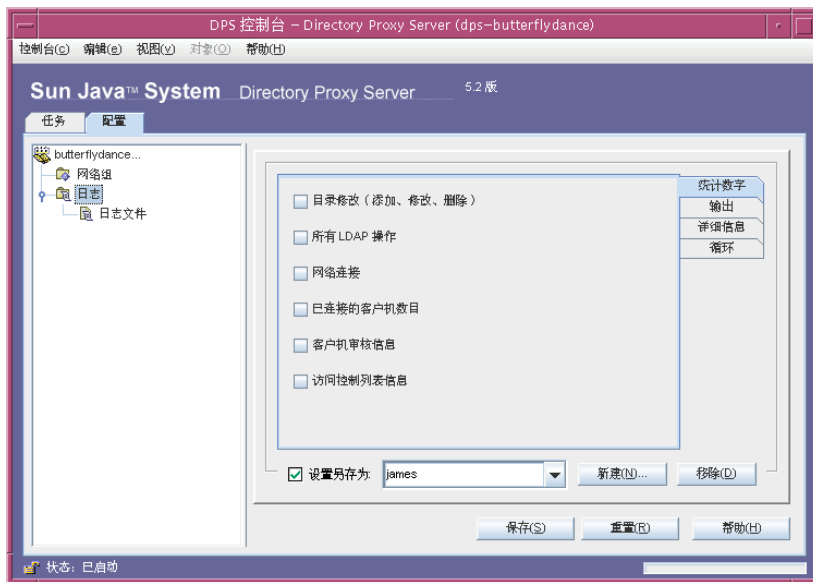 DPS 控制台 – Directory Proxy Server (dps-butterflydance)
控制台(c) 编辑(e) 视图(v) 对象(O) 帮助(H)
Sun Java™ System Directory Proxy Server 5.2 版
任务 配置
butterflydance...
网络组
日志
日志文件
统计数字
输出
详细信息
循环
目录修改（添加、修改、删除）
所有 LDAP 操作
网络连接
已连接的客户机数目
客户机审核信息
访问控制列表信息
设置另存为: james 新建(N)... 移除(D)
保存(S) 重置(R) 帮助(H)
状态：已启动